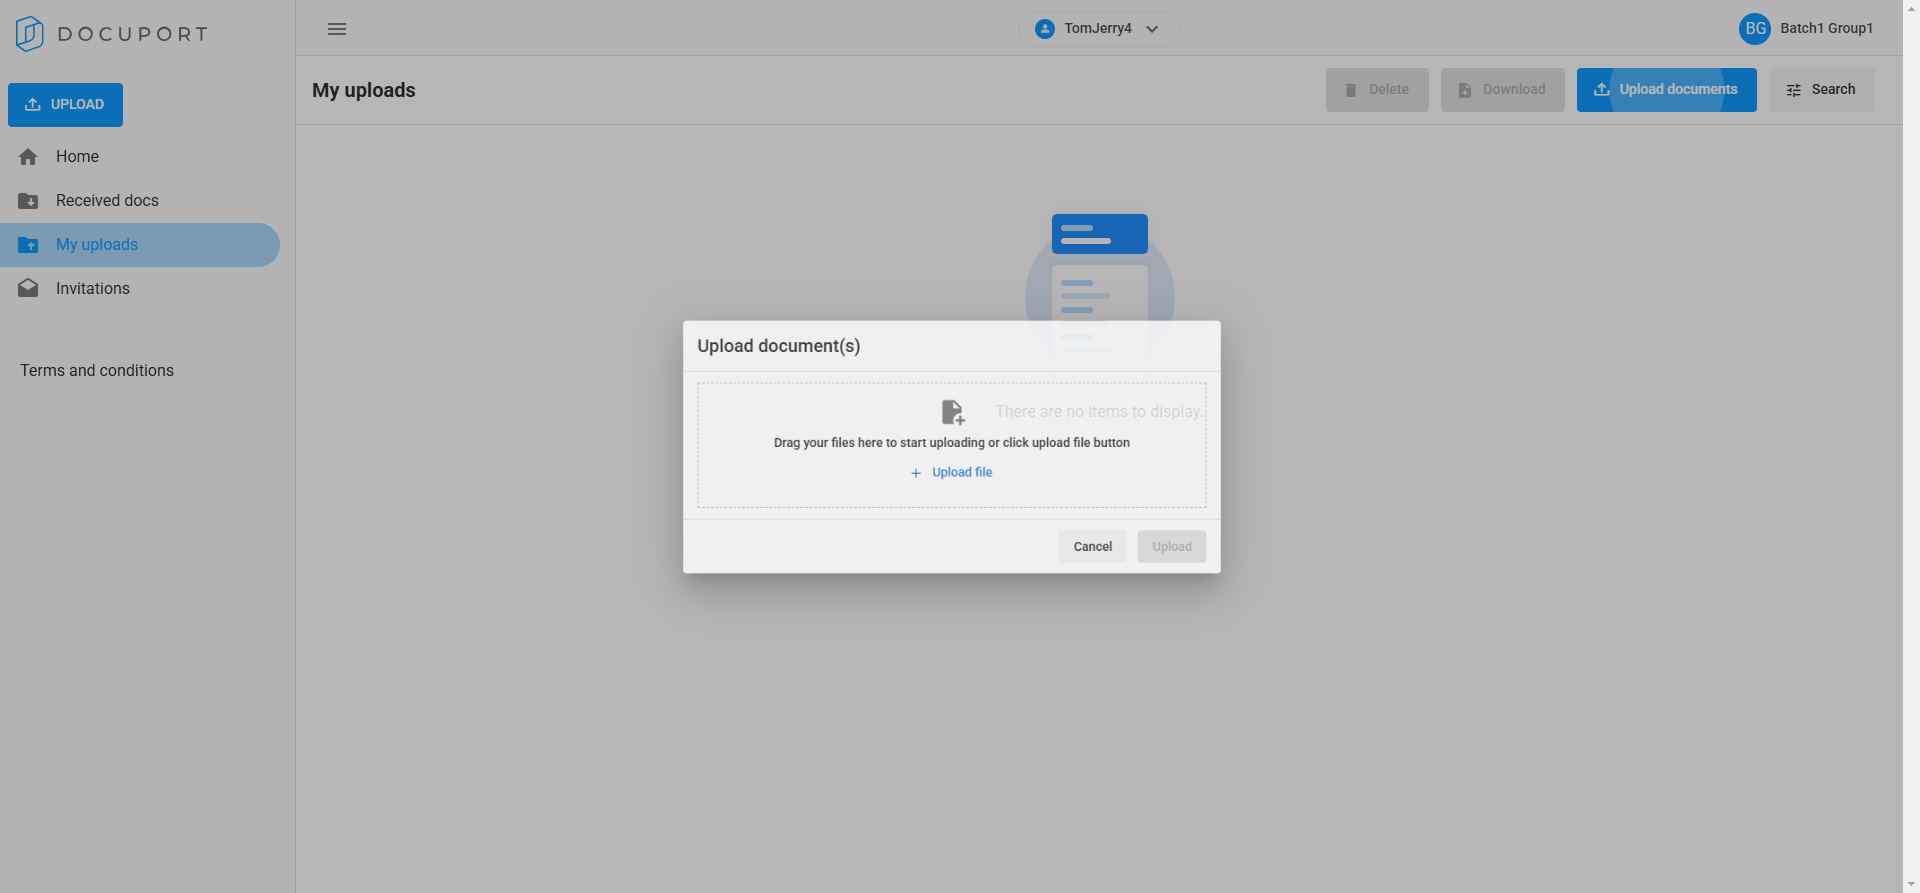 DOCUPORT
TomJerry4
BG Batch1 Group1
UPLOAD
My uploads
Delete
Download
Upload documents
Search
Home
Received docs
My uploads
Invitations
Terms and conditions
Upload document(s)
There are no items to display.
Drag your files here to start uploading or click upload file button
+ Upload file
Cancel
Upload